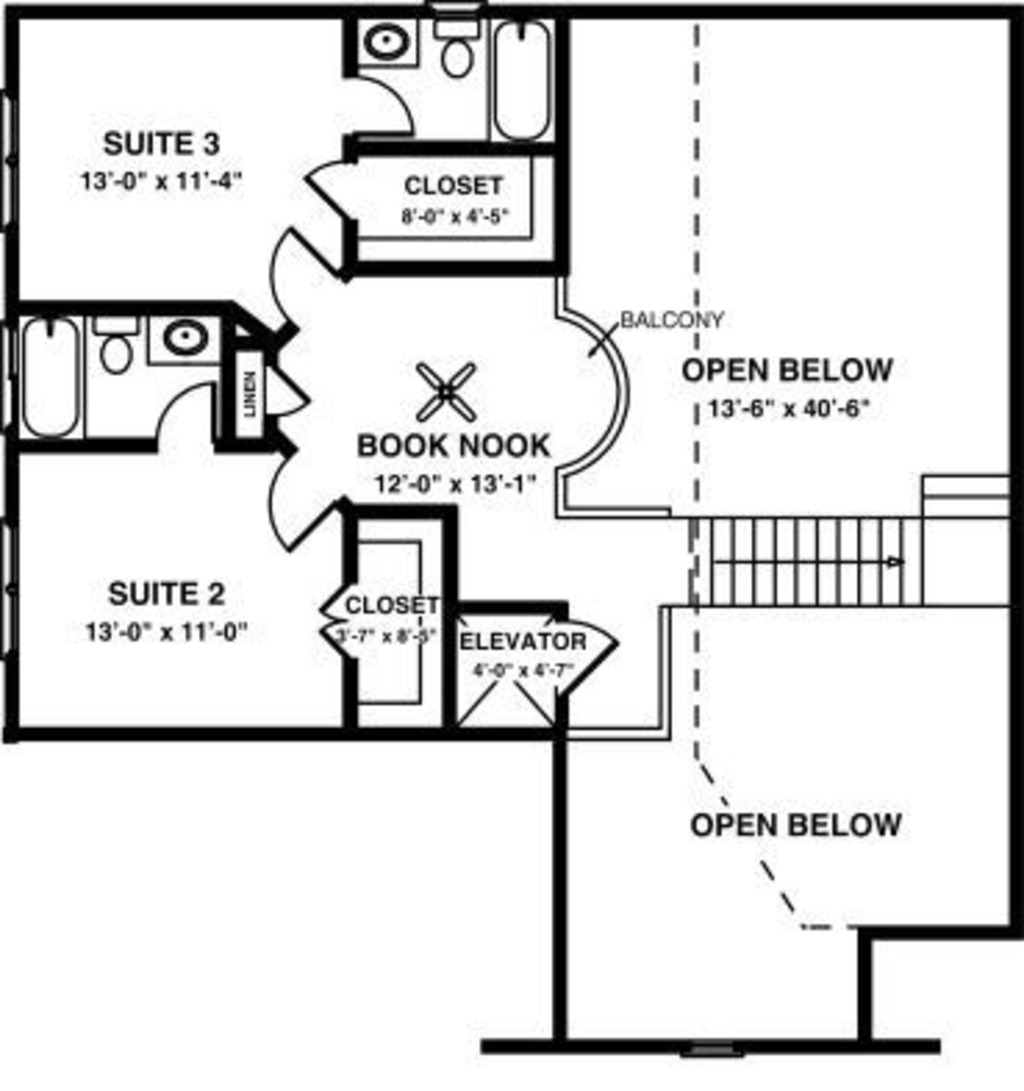 SUITE 3
13'-0" x 11'-4"
CLOSET
8'-0" x 4'-5"
BALCONY
OPEN BELOW
13'-6" x 40'-6"
LINEN
BOOK NOOK
12'-0" x 13'-1"
SUITE 2
13'-0" x 11'-0"
CLOSET
3'-7" x 8'-5"
ELEVATOR
4'-0" x 4'-7"
OPEN BELOW